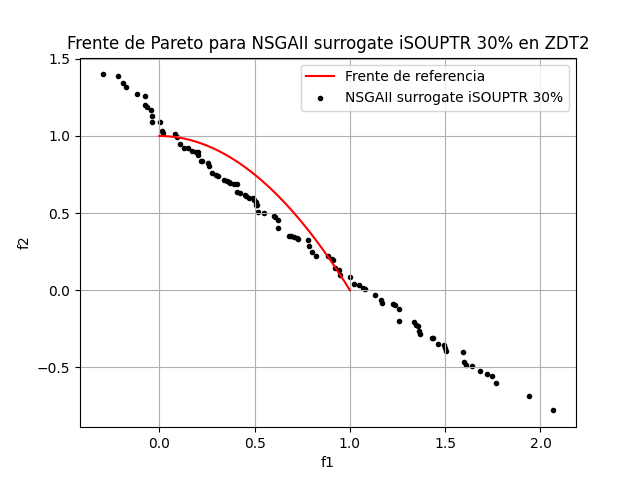 Frente de Pareto para NSGAII surrogate iSOUPTR 30% en ZDT2
Frente de referencia
NSGAII surrogate iSOUPTR 30%
f2
1.5
1.0
0.5
0.0
−0.5
0.0 0.5 1.0 1.5 2.0
f1